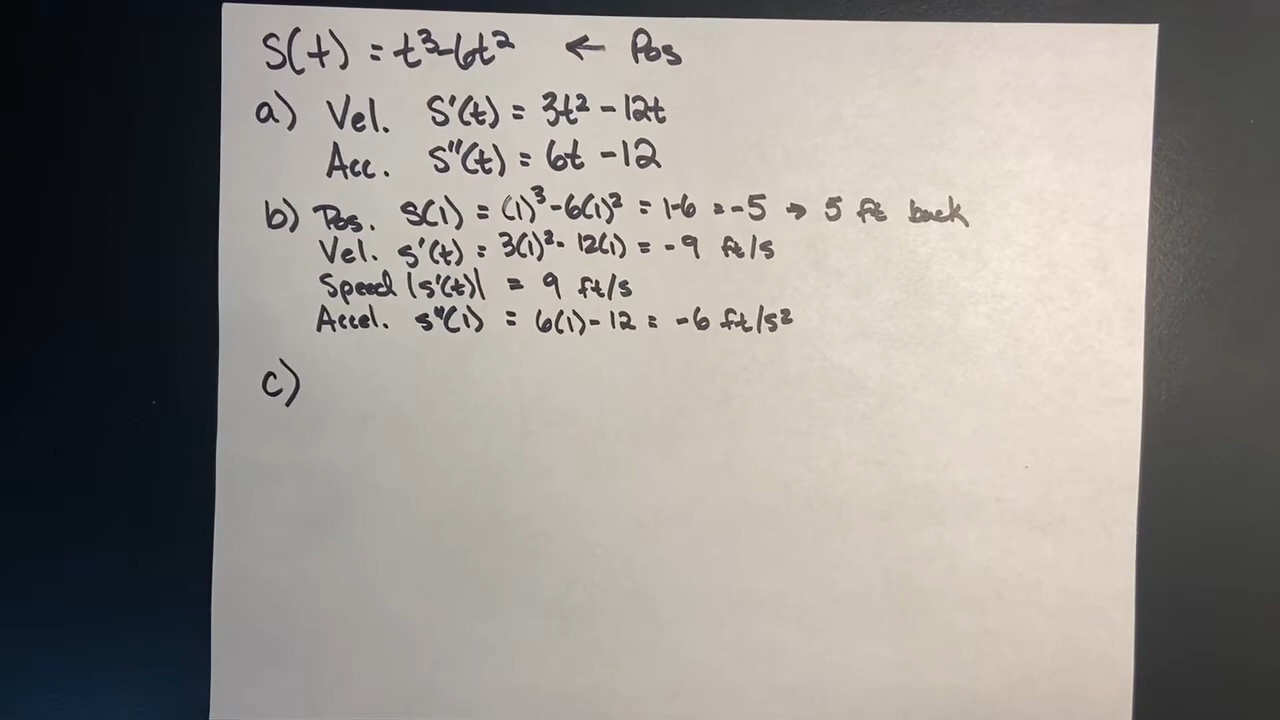 S(t) = t³-6t² ← Pos
a) Vel. S'(t) = 3t² - 12t
Acc. S"(t) = 6t - 12
b) Pos. S(1) = (1)³ - 6(1)² = 1-6 = -5 → 5 ft back
Vel. s'(t) = 3(1)² - 12(1) = -9 ft/s
Speed |s'(t)| = 9 ft/s
Accel. s"(1) = 6(1) - 12 = -6 ft/s²
c)